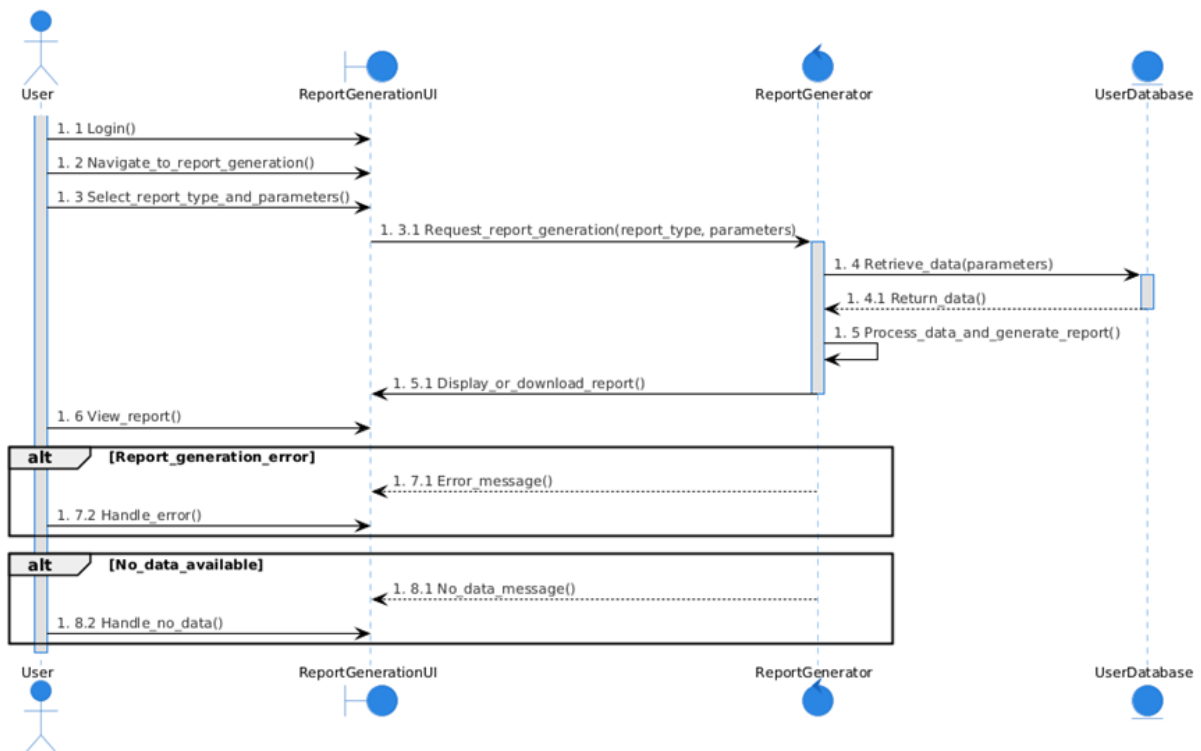 User
ReportGenerationUI
ReportGenerator
UserDatabase
1. 1 Login()
1. 2 Navigate_to_report_generation()
1. 3 Select_report_type_and_parameters()
1. 3.1 Request_report_generation(report_type, parameters)
1. 4 Retrieve_data(parameters)
1. 4.1 Return_data()
1. 5 Process_data_and_generate_report()
1. 5.1 Display_or_download_report()
1. 6 View_report()
alt [Report_generation_error]
1. 7.1 Error_message()
1. 7.2 Handle_error()
alt [No_data_available]
1. 8.1 No_data_message()
1. 8.2 Handle_no_data()
User
ReportGenerationUI
ReportGenerator
UserDatabase